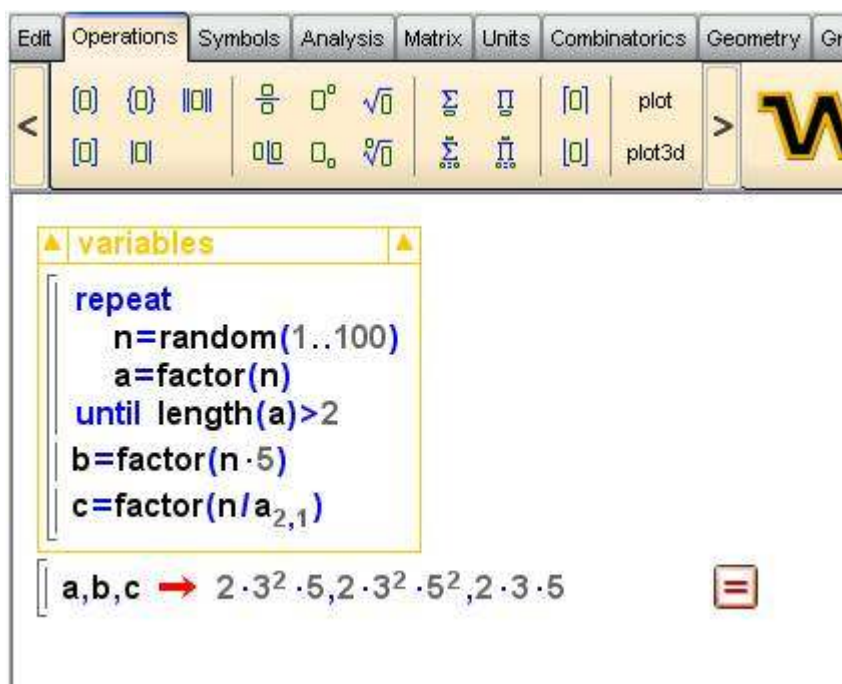 Edit Operations Symbols Analysis Matrix Units Combinatorics Geometry Gr
plot
plot3d
variables
repeat
n=random(1..100)
a=factor(n)
until length(a)>2
b=factor(n·5)
c=factor(n/a₂,₁)
a,b,c → 2·3²·5,2·3²·5²,2·3·5 =